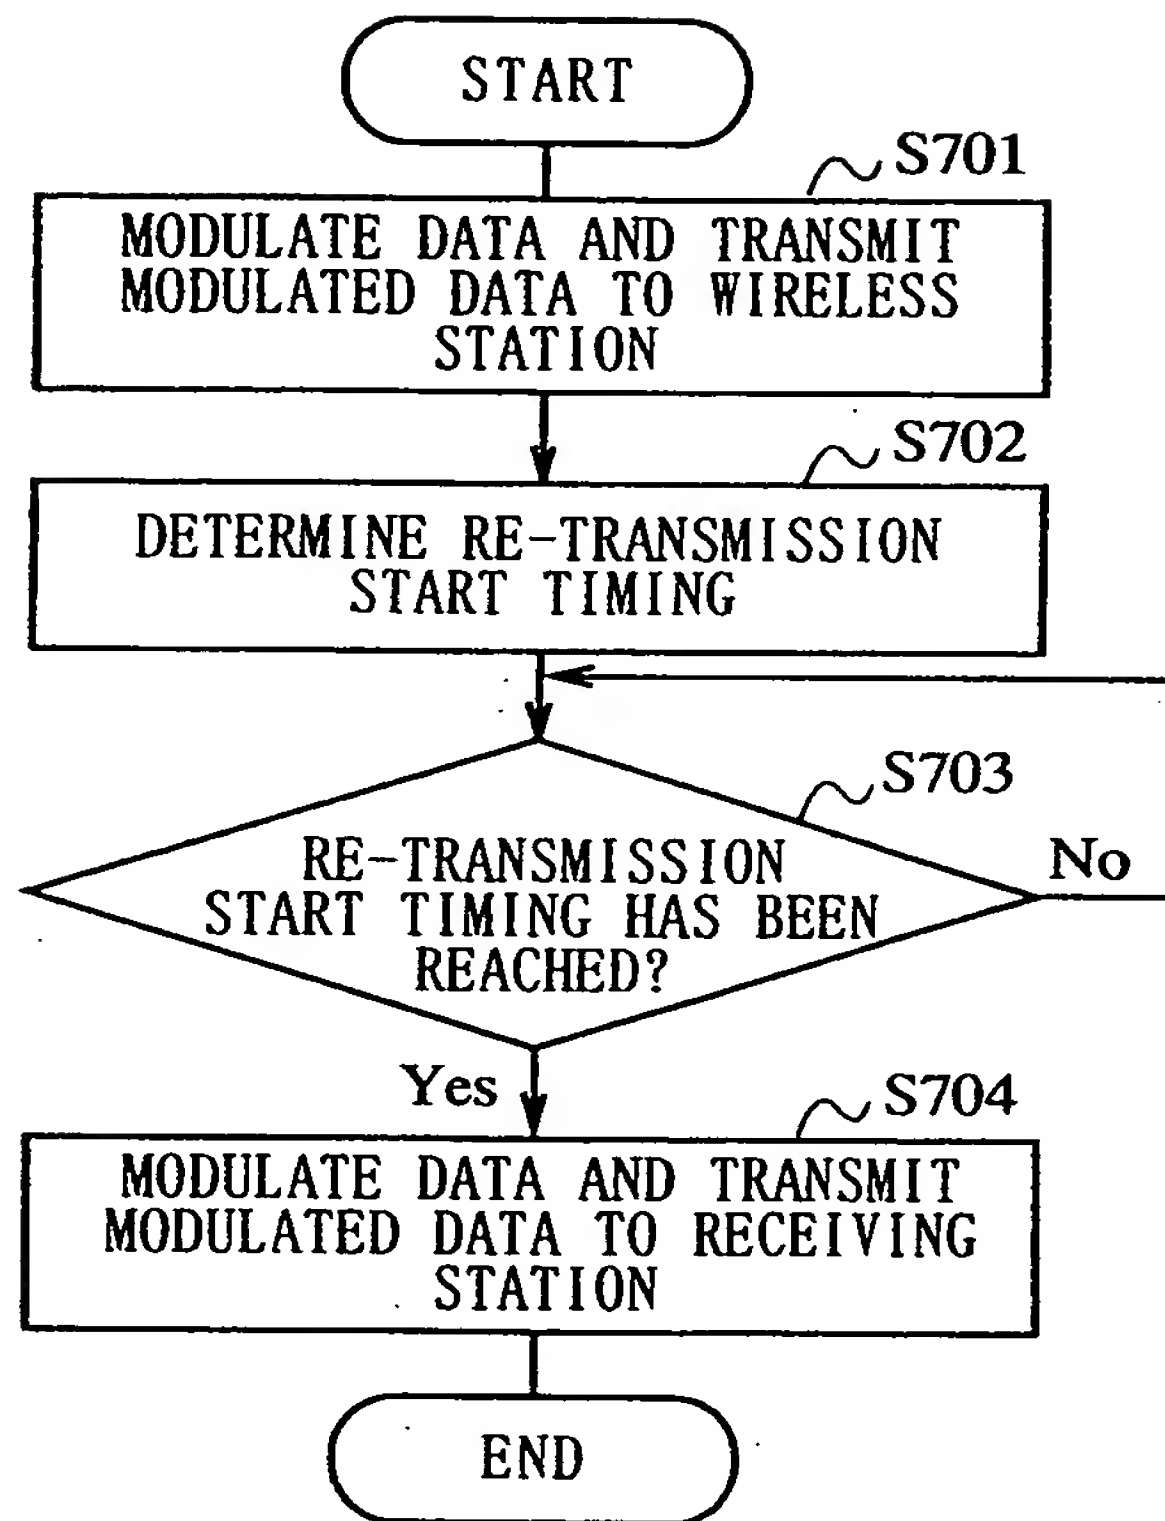 START
S701
MODULATE DATA AND TRANSMIT
MODULATED DATA TO WIRELESS
STATION
S702
DETERMINE RE-TRANSMISSION
START TIMING
S703
RE-TRANSMISSION
START TIMING HAS BEEN
REACHED?
No
Yes
S704
MODULATE DATA AND TRANSMIT
MODULATED DATA TO RECEIVING
STATION
END